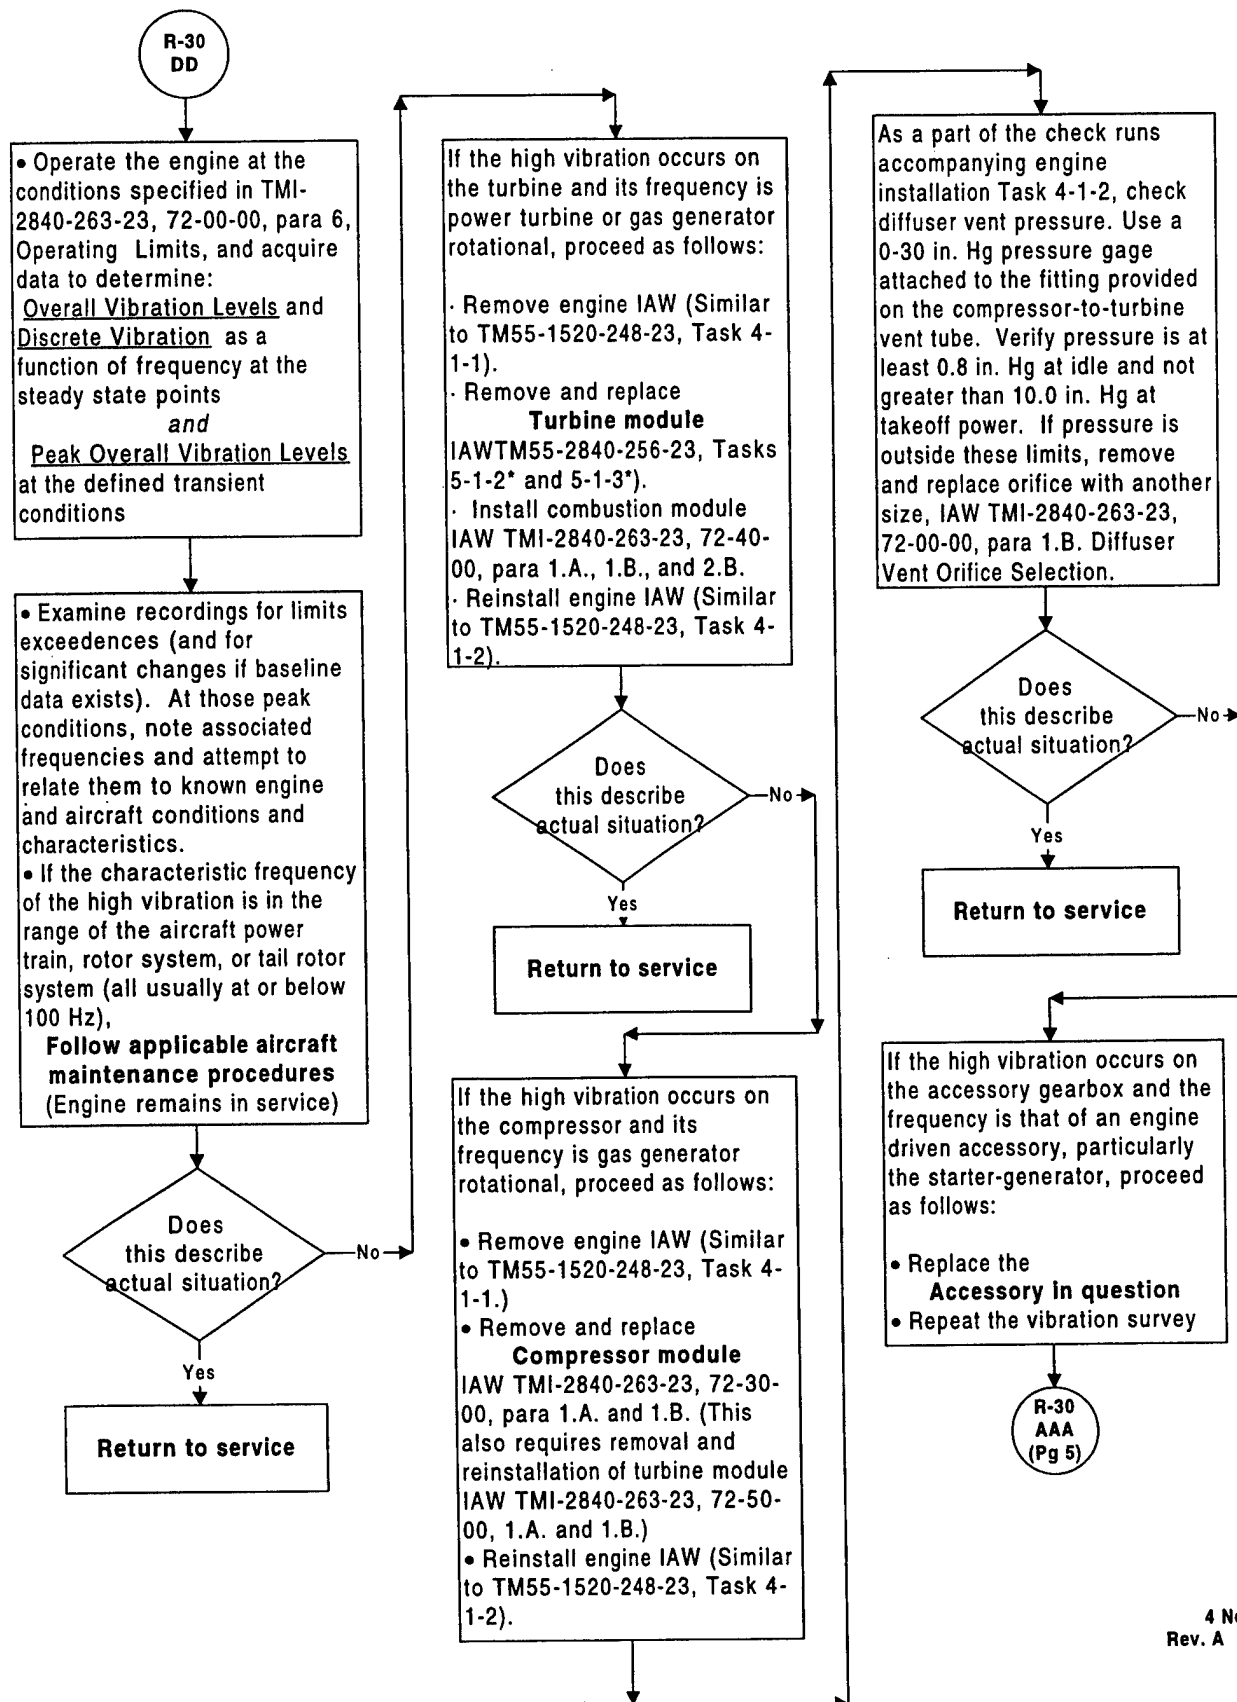 R-30
DD
• Operate the engine at the
conditions specified in TMI-
2840-263-23, 72-00-00, para 6,
Operating Limits, and acquire
data to determine:
Overall Vibration Levels and
Discrete Vibration as a
function of frequency at the
steady state points
and
Peak Overall Vibration Levels
at the defined transient
conditions
• Examine recordings for limits
exceedences (and for
significant changes if baseline
data exists). At those peak
conditions, note associated
frequencies and attempt to
relate them to known engine
and aircraft conditions and
characteristics.
• If the characteristic frequency
of the high vibration is in the
range of the aircraft power
train, rotor system, or tail rotor
system (all usually at or below
100 Hz),
Follow applicable aircraft
maintenance procedures
(Engine remains in service)
Does
this describe
actual situation?
No
Yes
Return to service
If the high vibration occurs on
the turbine and its frequency is
power turbine or gas generator
rotational, proceed as follows:
· Remove engine IAW (Similar
to TM55-1520-248-23, Task 4-
1-1).
· Remove and replace
Turbine module
IAWTM55-2840-256-23, Tasks
5-1-2* and 5-1-3*).
· Install combustion module
IAW TMI-2840-263-23, 72-40-
00, para 1.A., 1.B., and 2.B.
· Reinstall engine IAW (Similar
to TM55-1520-248-23, Task 4-
1-2).
Does
this describe
actual situation?
No
Yes
Return to service
If the high vibration occurs on
the compressor and its
frequency is gas generator
rotational, proceed as follows:
• Remove engine IAW (Similar
to TM55-1520-248-23, Task 4-
1-1.)
• Remove and replace
Compressor module
IAW TMI-2840-263-23, 72-30-
00, para 1.A. and 1.B. (This
also requires removal and
reinstallation of turbine module
IAW TMI-2840-263-23, 72-50-
00, 1.A. and 1.B.)
• Reinstall engine IAW (Similar
to TM55-1520-248-23, Task 4-
1-2).
As a part of the check runs
accompanying engine
installation Task 4-1-2, check
diffuser vent pressure. Use a
0-30 in. Hg pressure gage
attached to the fitting provided
on the compressor-to-turbine
vent tube. Verify pressure is at
least 0.8 in. Hg at idle and not
greater than 10.0 in. Hg at
takeoff power. If pressure is
outside these limits, remove
and replace orifice with another
size, IAW TMI-2840-263-23,
72-00-00, para 1.B. Diffuser
Vent Orifice Selection.
Does
this describe
actual situation?
No
Yes
Return to service
If the high vibration occurs on
the accessory gearbox and the
frequency is that of an engine
driven accessory, particularly
the starter-generator, proceed
as follows:
• Replace the
Accessory in question
• Repeat the vibration survey
R-30
AAA
(Pg 5)
4
Rev. A